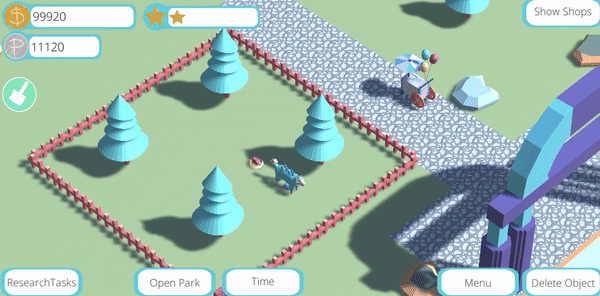 99920
Show Shops
11120
ResearchTasks
Open Park
Time
Menu
Delete Object